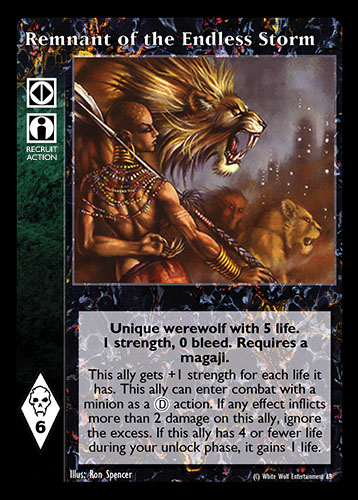 Remnant of the Endless Storm
RECRUIT
ACTION
Unique werewolf with 5 life.
1 strength, 0 bleed. Requires a
magaji.
This ally gets +1 strength for each life it
has. This ally can enter combat with a
minion as a Ⓓ action. If any effect inflicts
more than 2 damage on this ally, ignore
the excess. If this ally has 4 or fewer life
during your unlock phase, it gains 1 life.
6
Illus: Ron Spencer
(C) White Wolf Entertainment AB